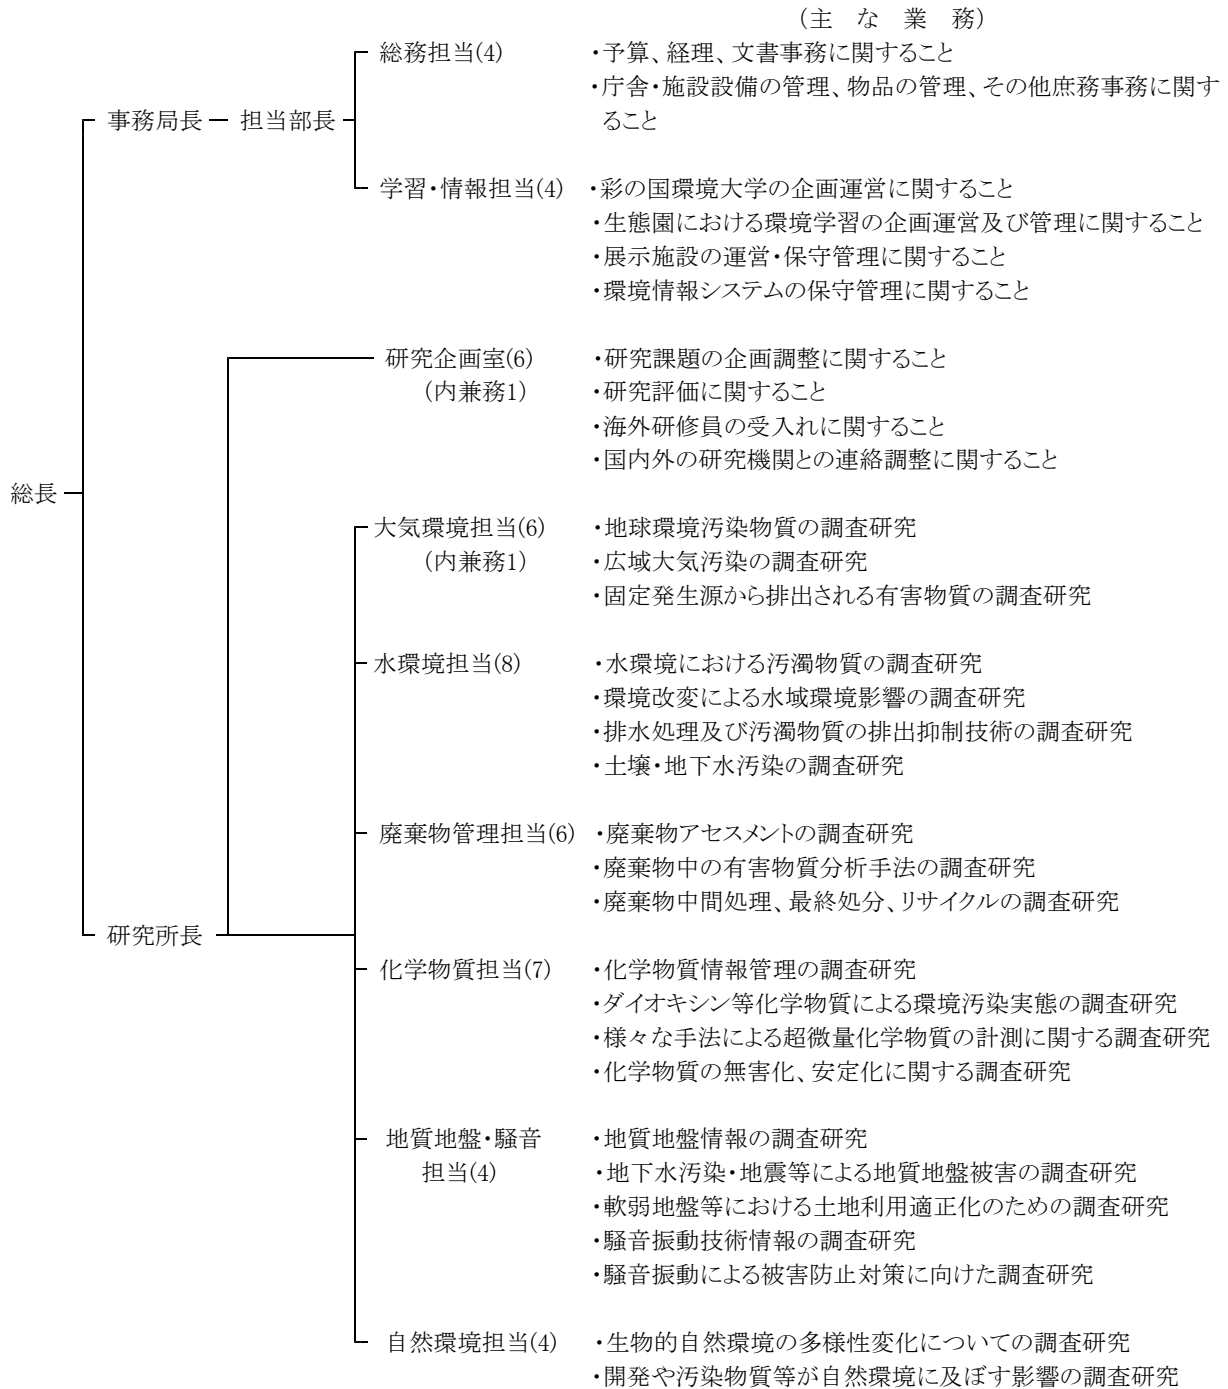 (主 な 業 務)
総務担当(4) ・予算、経理、文書事務に関すること
・庁舎・施設設備の管理、物品の管理、その他庶務事務に関す
事務局長 担当部長 ること
学習・情報担当(4) ・彩の国環境大学の企画運営に関すること
・生態園における環境学習の企画運営及び管理に関すること
・展示施設の運営・保守管理に関すること
・環境情報システムの保守管理に関すること
研究企画室(6) ・研究課題の企画調整に関すること
(内兼務1) ・研究評価に関すること
・海外研修員の受入れに関すること
・国内外の研究機関との連絡調整に関すること
総長
大気環境担当(6) ・地球環境汚染物質の調査研究
(内兼務1) ・広域大気汚染の調査研究
・固定発生源から排出される有害物質の調査研究
水環境担当(8) ・水環境における汚濁物質の調査研究
・環境改変による水域環境影響の調査研究
・排水処理及び汚濁物質の排出抑制技術の調査研究
・土壌・地下水汚染の調査研究
廃棄物管理担当(6) ・廃棄物アセスメントの調査研究
・廃棄物中の有害物質分析手法の調査研究
・廃棄物中間処理、最終処分、リサイクルの調査研究
研究所長
化学物質担当(7) ・化学物質情報管理の調査研究
・ダイオキシン等化学物質による環境汚染実態の調査研究
・様々な手法による超微量化学物質の計測に関する調査研究
・化学物質の無害化、安定化に関する調査研究
地質地盤・騒音 ・地質地盤情報の調査研究
担当(4) ・地下水汚染・地震等による地質地盤被害の調査研究
・軟弱地盤等における土地利用適正化のための調査研究
・騒音振動技術情報の調査研究
・騒音振動による被害防止対策に向けた調査研究
自然環境担当(4) ・生物的自然環境の多様性変化についての調査研究
・開発や汚染物質等が自然環境に及ぼす影響の調査研究